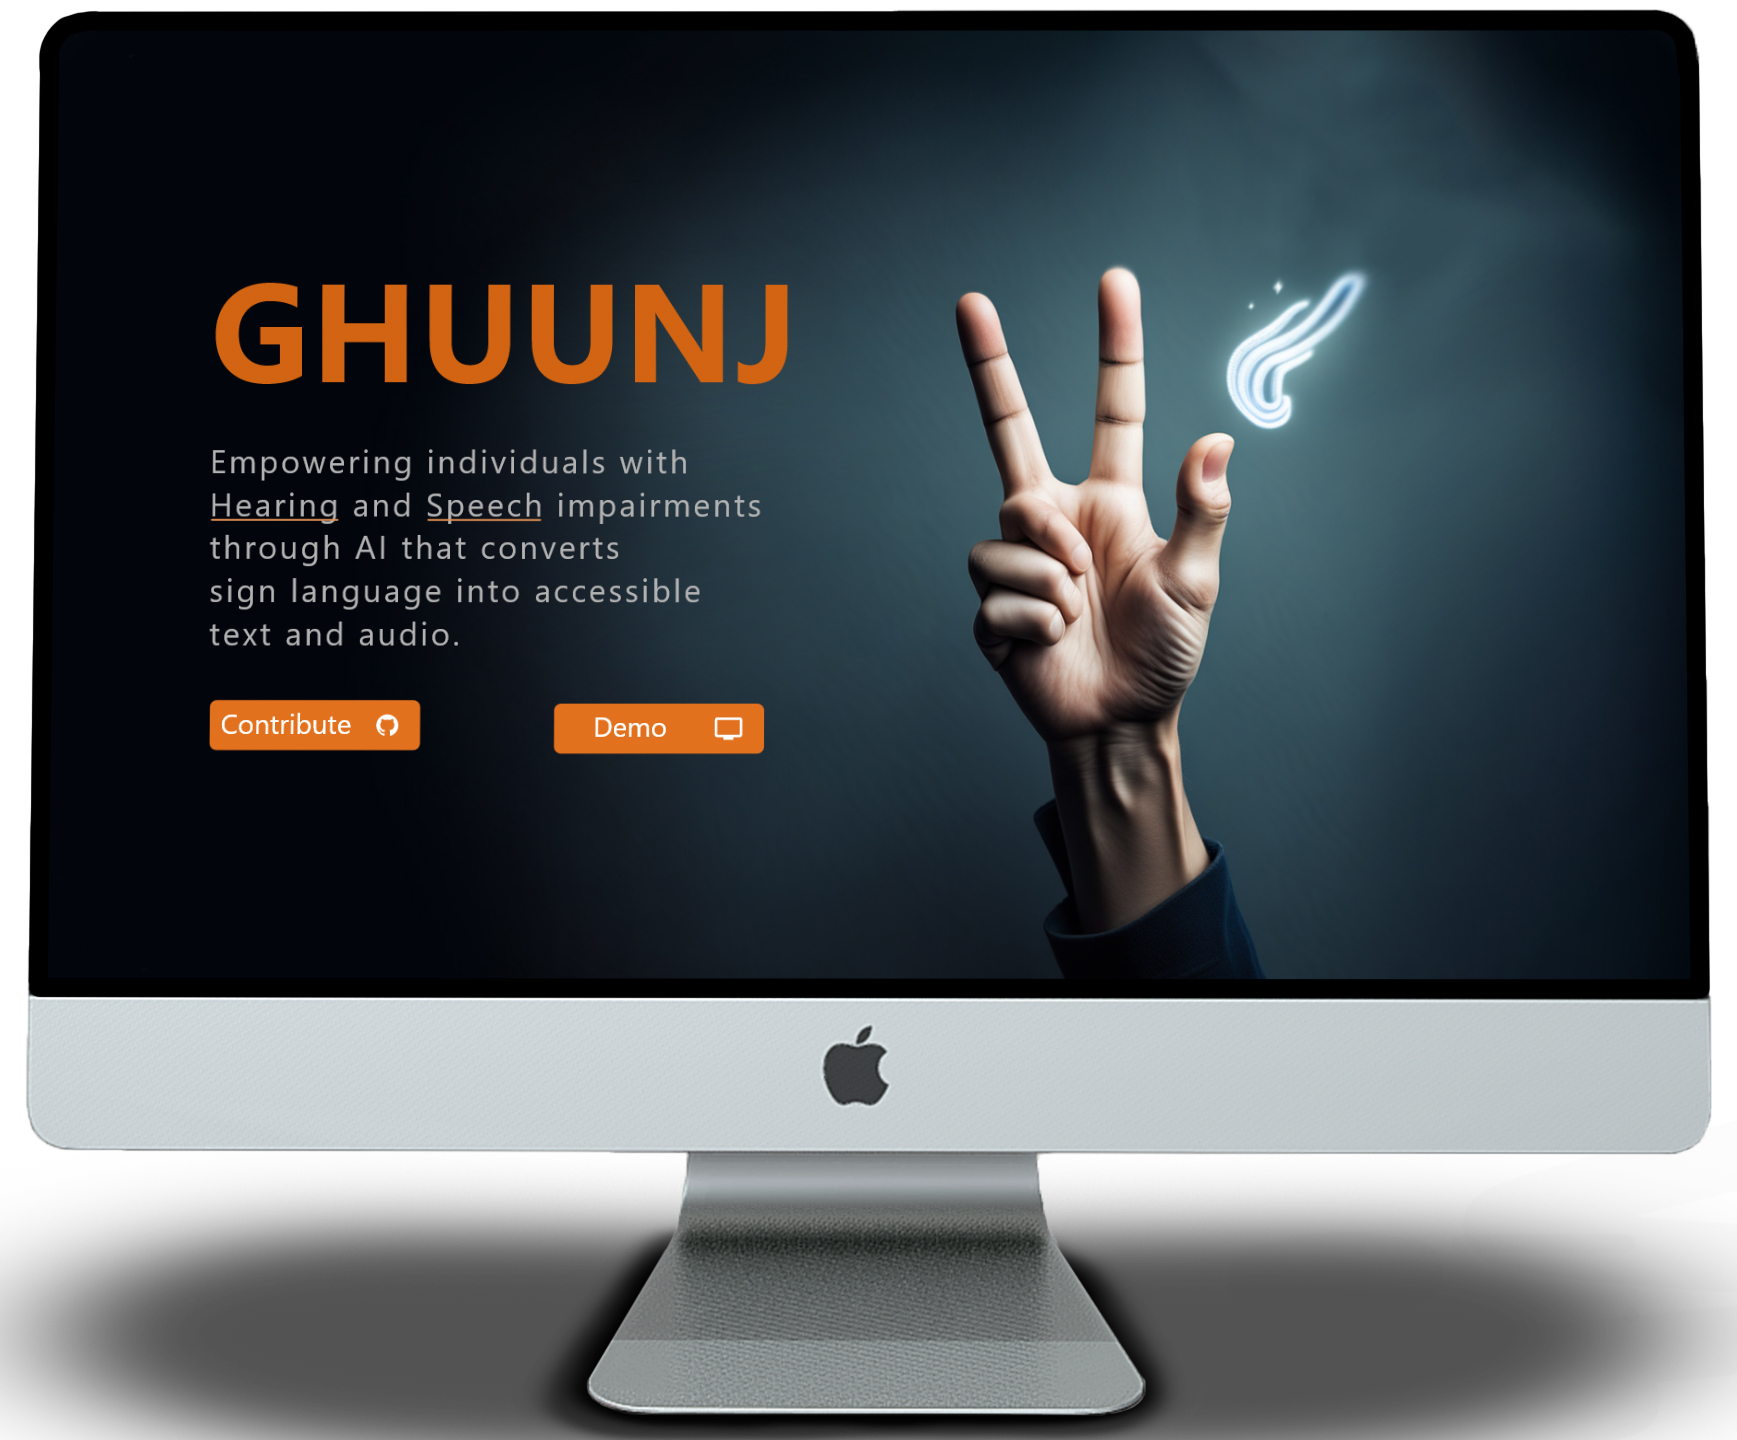 GHUUNJ
Empowering individuals with
Hearing and Speech impairments
through AI that converts
sign language into accessible
text and audio.
Contribute
Demo